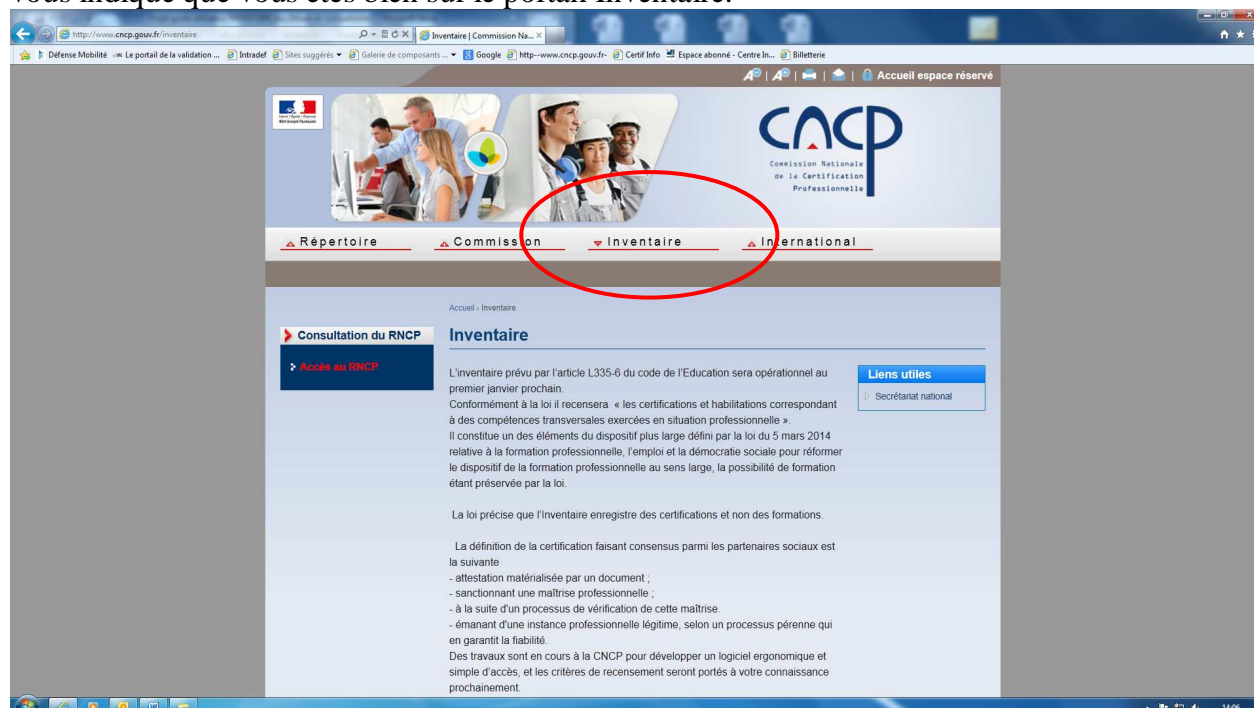 vous indique que vous êtes bien sur le portail Inventaire.
http://www.cncp.gouv.fr/inventaire
Inventaire | Commission Na...
Défense Mobilité
Le portail de la validation ...
Intradef
Sites suggérés
Galerie de composants ...
Google
http--www.cncp.gouv.fr-
Certif Info
Espace abonné - Centre In...
Billetterie
A | A | | | Accueil espace réservé
Liberté • Égalité • Fraternité
RÉPUBLIQUE FRANÇAISE
CNCP
Commission Nationale
de la Certification
Professionnelle
Répertoire
Commission
Inventaire
International
Accueil › Inventaire
Consultation du RNCP
Accès au RNCP
Inventaire
L'inventaire prévu par l'article L335-6 du code de l'Education sera opérationnel au
premier janvier prochain.
Conformément à la loi il recensera « les certifications et habilitations correspondant
à des compétences transversales exercées en situation professionnelle ».
Il constitue un des éléments du dispositif plus large défini par la loi du 5 mars 2014
relative à la formation professionnelle, l'emploi et la démocratie sociale pour réformer
le dispositif de la formation professionnelle au sens large, la possibilité de formation
étant préservée par la loi.
La loi précise que l'Inventaire enregistre des certifications et non des formations.
La définition de la certification faisant consensus parmi les partenaires sociaux est
la suivante
- attestation matérialisée par un document ;
- sanctionnant une maîtrise professionnelle ;
- à la suite d'un processus de vérification de cette maîtrise.
- émanant d'une instance professionnelle légitime, selon un processus pérenne qui
en garantit la fiabilité.
Des travaux sont en cours à la CNCP pour développer un logiciel ergonomique et
simple d'accès, et les critères de recensement seront portés à votre connaissance
prochainement.
Liens utiles
Secrétariat national
14:06